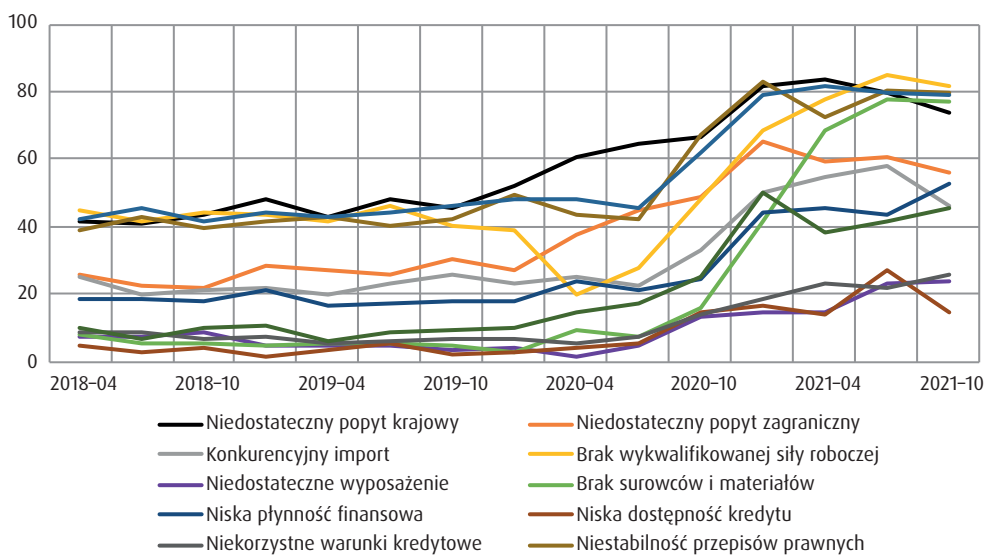 100
80
60
40
20
0
2018–04 2018–10 2019–04 2019–10 2020–04 2020–10 2021–04 2021–10
Niedostateczny popyt krajowy Niedostateczny popyt zagraniczny
Konkurencyjny import Brak wykwalifikowanej siły roboczej
Niedostateczne wyposażenie Brak surowców i materiałów
Niska płynność finansowa Niska dostępność kredytu
Niekorzystne warunki kredytowe Niestabilność przepisów prawnych